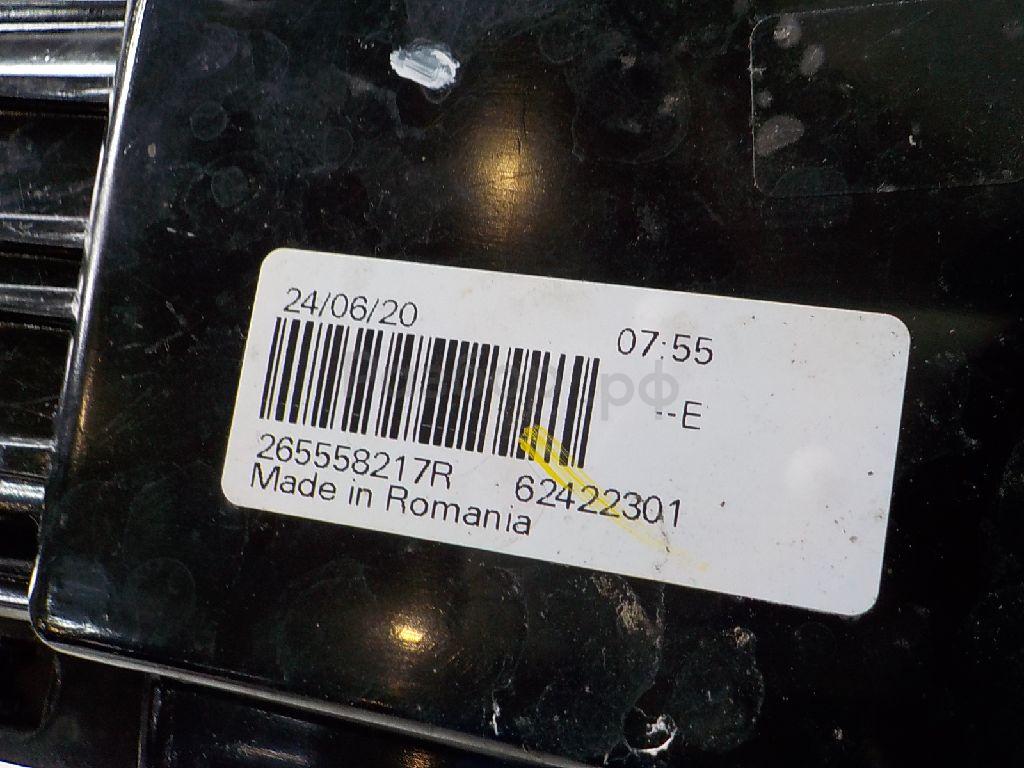 24/06/20
07:55
--E
265558217R 62422301
Made in Romania